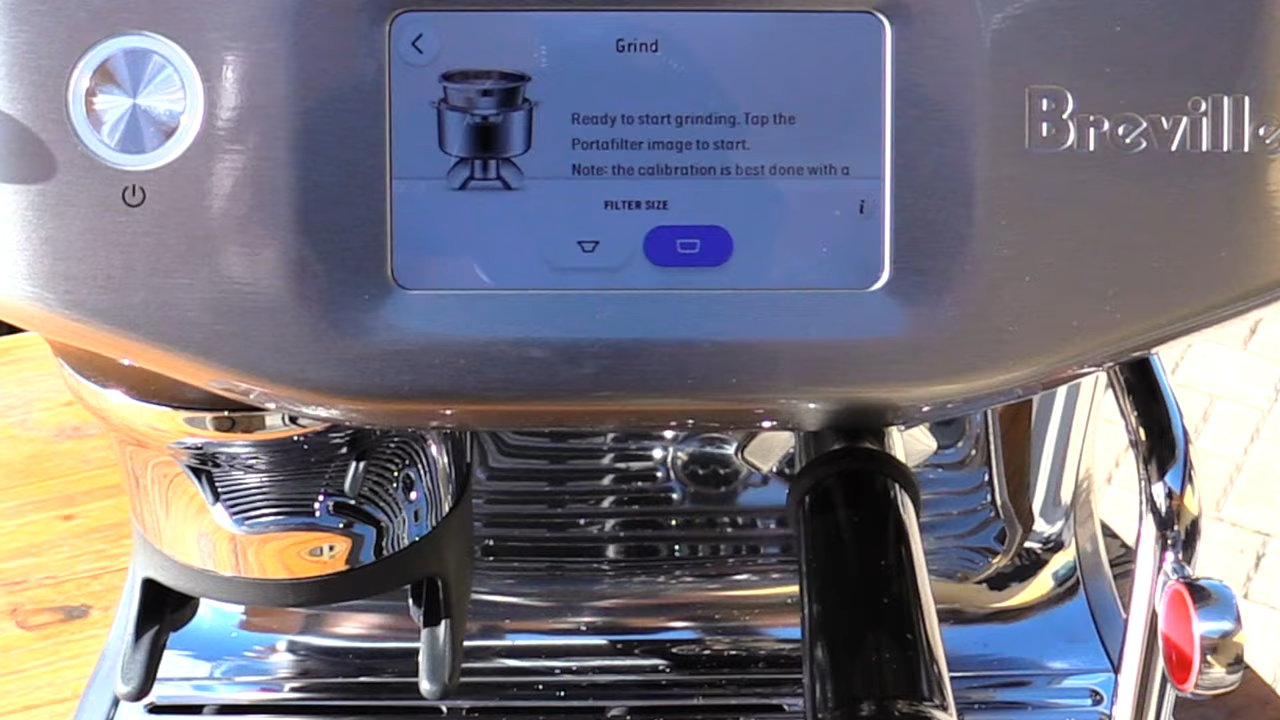 Grind
Ready to start grinding. Tap the
Portafilter image to start.
Note: the calibration is best done with a
FILTER SIZE
i
Breville